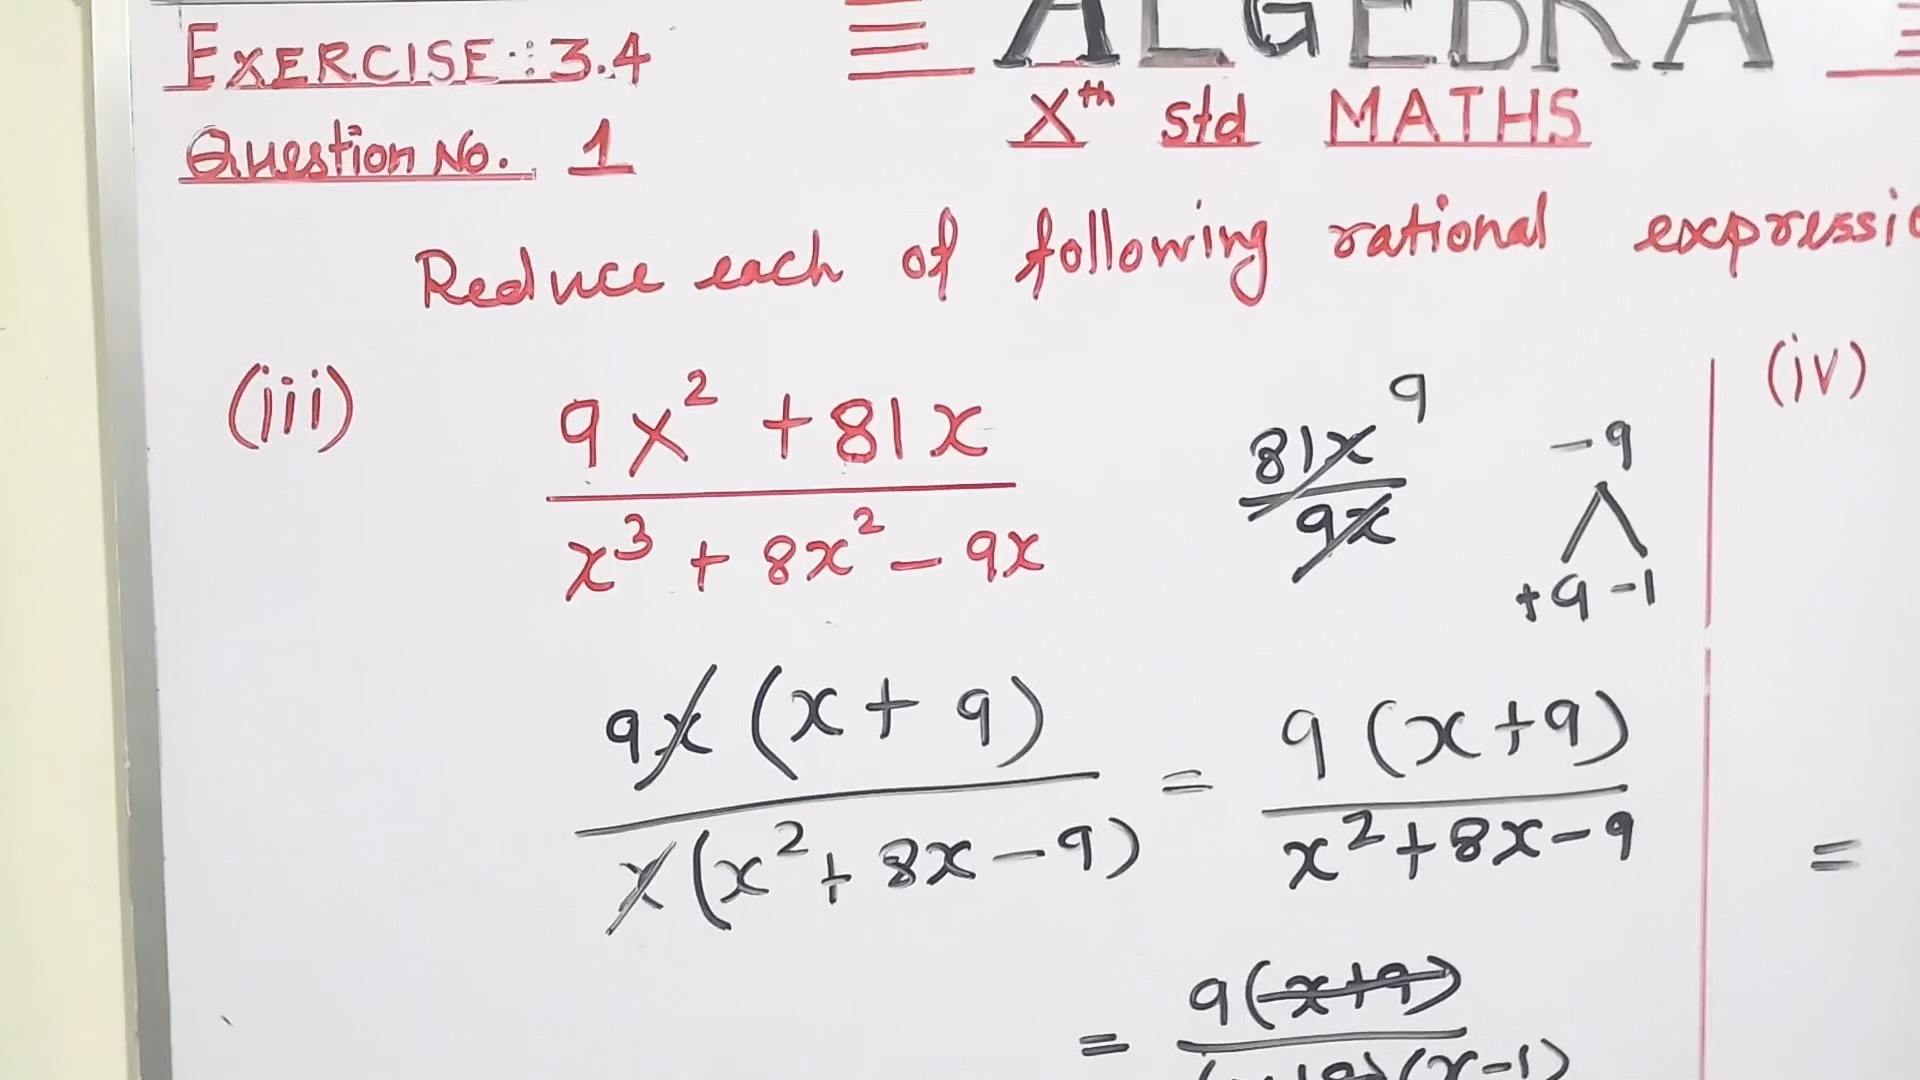 EXERCISE : 3.4
ALGEBRA
Question No. 1
Xth std MATHS
Reduce each of following rational
(iii)
9x² + 81x
x³ + 8x² - 9x
81x 9
9x
-9
+9 -1
(iv)
9x (x + 9)
x (x² + 8x - 9)
=
9 (x+9)
x² + 8x - 9
=
= 9 (x+9)
(x+9) (x-1)